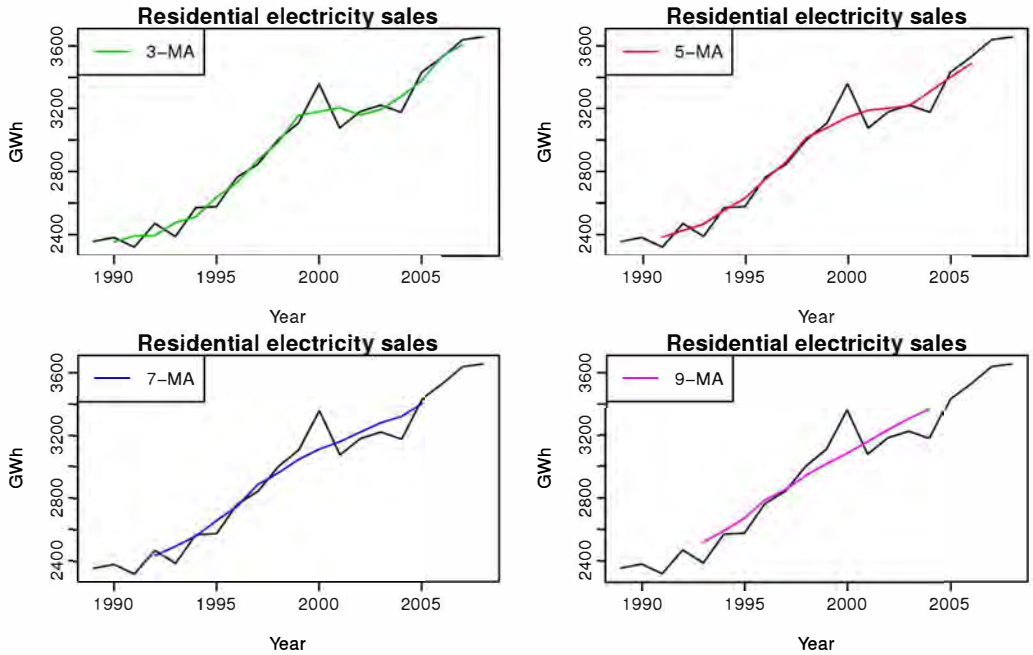 Residential electricity sales
3−MA
GWh
3600
3200
2800
2400
1990 1995 2000 2005
Year
Residential electricity sales
5−MA
GWh
3600
3200
2800
2400
1990 1995 2000 2005
Year
Residential electricity sales
7−MA
GWh
3600
3200
2800
2400
1990 1995 2000 2005
Year
Residential electricity sales
9−MA
GWh
3600
3200
2800
2400
1990 1995 2000 2005
Year